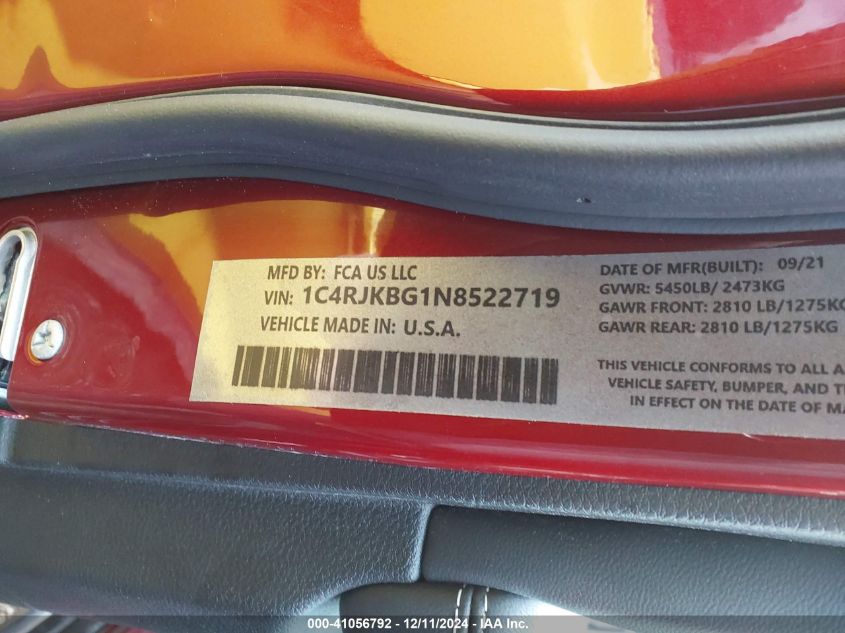 MFD BY: FCA US LLC
VIN: 1C4RJKBG1N8522719
VEHICLE MADE IN: U.S.A.
DATE OF MFR(BUILT): 09/21
GVWR: 5450LB/ 2473KG
GAWR FRONT: 2810 LB/1275KG
GAWR REAR: 2810 LB/1275KG
THIS VEHICLE CONFORMS TO ALL A
VEHICLE SAFETY, BUMPER, AND T
IN EFFECT ON THE DATE OF MA
000-41056792 - 12/11/2024 - IAA Inc.